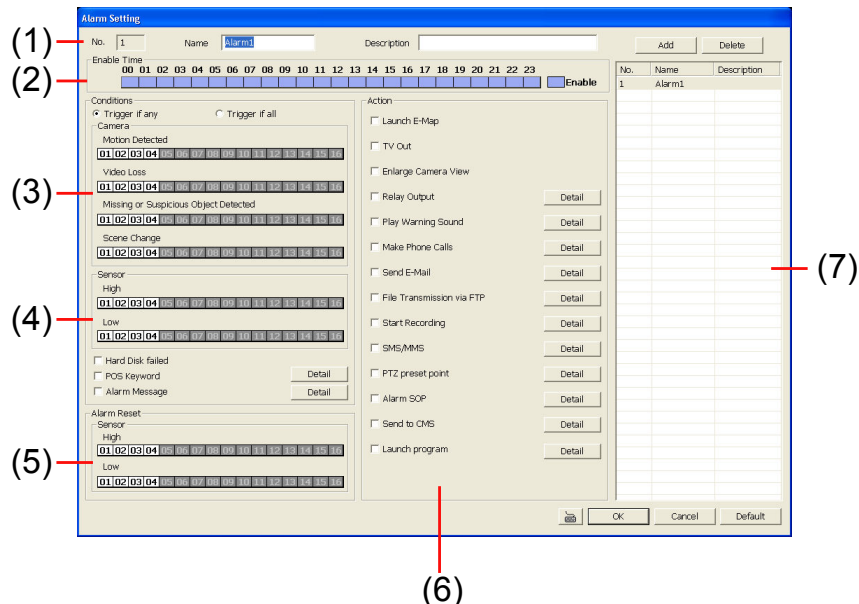 Alarm Setting
(1)
No. 1 Name Alarm1 Description
Add Delete
(2)
Enable Time
00 01 02 03 04 05 06 07 08 09 10 11 12 13 14 15 16 17 18 19 20 21 22 23
Enable
No. Name Description
1 Alarm1
(7)
Conditions
Trigger if any Trigger if all
(3)
Camera
Motion Detected
01 02 03 04 05 06 07 08 09 10 11 12 13 14 15 16
Video Loss
01 02 03 04 05 06 07 08 09 10 11 12 13 14 15 16
Missing or Suspicious Object Detected
01 02 03 04 05 06 07 08 09 10 11 12 13 14 15 16
Scene Change
01 02 03 04 05 06 07 08 09 10 11 12 13 14 15 16
(4)
Sensor
High
01 02 03 04 05 06 07 08 09 10 11 12 13 14 15 16
Low
01 02 03 04 05 06 07 08 09 10 11 12 13 14 15 16
Hard Disk failed
POS Keyword Detail
Alarm Message Detail
(5)
Alarm Reset
Sensor
High
01 02 03 04 05 06 07 08 09 10 11 12 13 14 15 16
Low
01 02 03 04 05 06 07 08 09 10 11 12 13 14 15 16
Action
Launch E-Map
TV Out
Enlarge Camera View
Relay Output Detail
Play Warning Sound Detail
Make Phone Calls Detail
Send E-Mail Detail
File Transmission via FTP Detail
Start Recording Detail
SMS/MMS Detail
PTZ preset point Detail
Alarm SOP Detail
Send to CMS Detail
Launch program Detail
OK Cancel Default
(6)